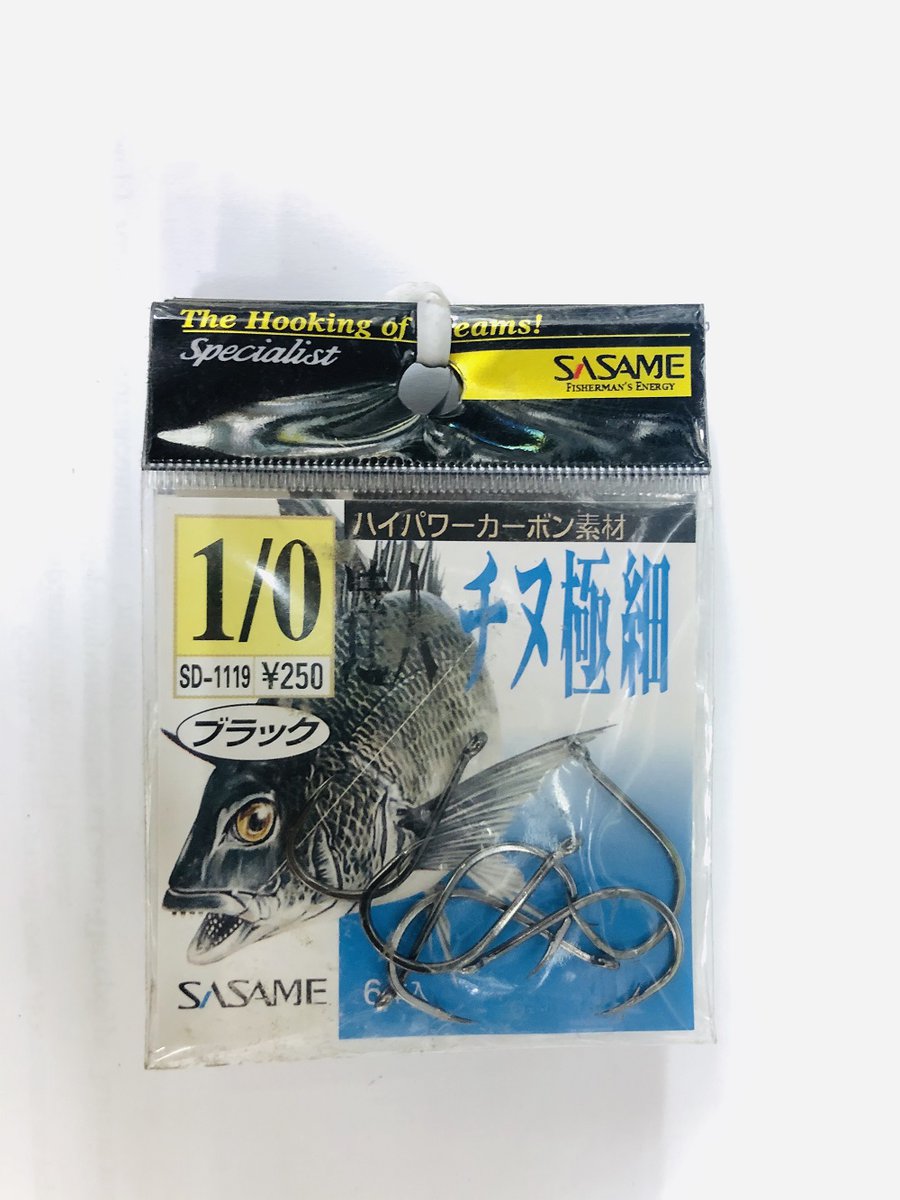 The Hooking of
Specialist
SASAME
FISHERMAN'S ENERGY
ハイパワーカーボン素材
1/0
SD-1119 ¥250
チヌ極細
ブラック
SASAME
6